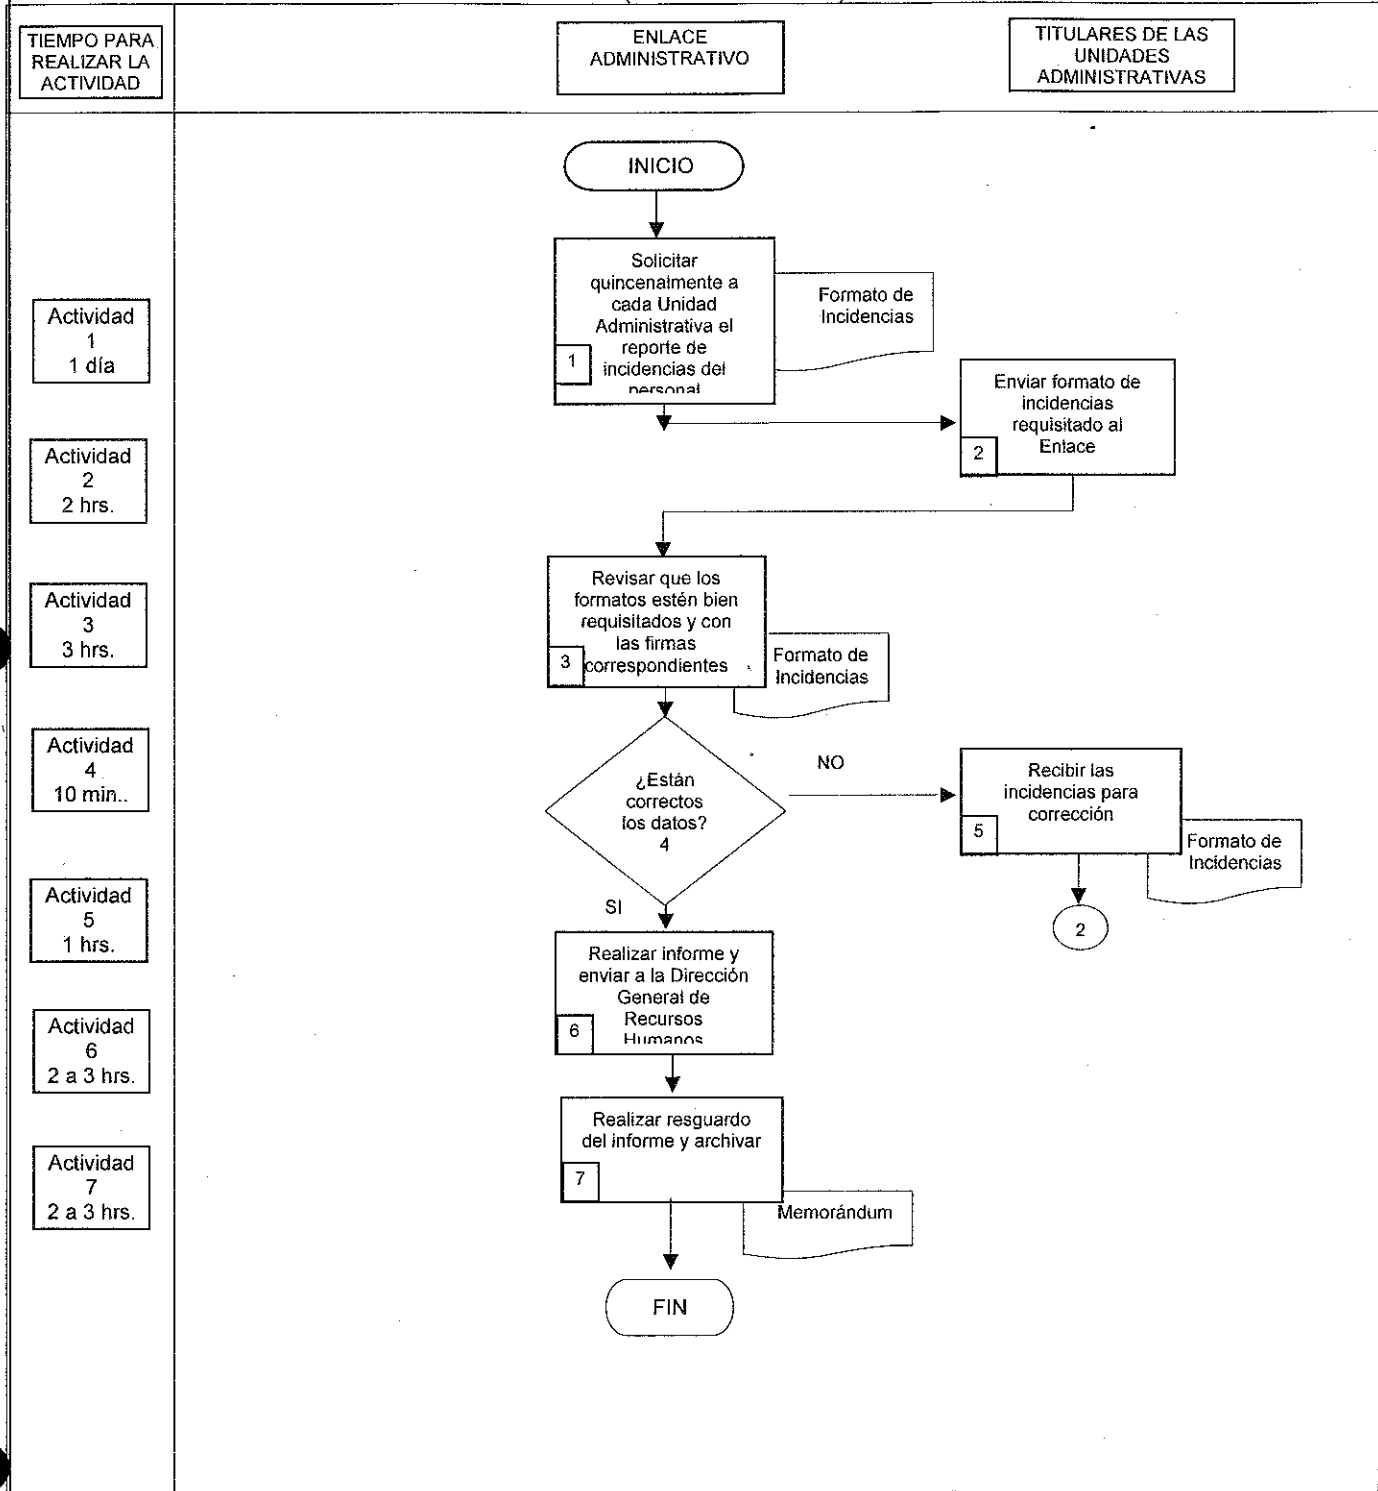 TIEMPO PARA
REALIZAR LA
ACTIVIDAD
ENLACE
ADMINISTRATIVO
TITULARES DE LAS
UNIDADES
ADMINISTRATIVAS
INICIO
Solicitar
quincenalmente a
cada Unidad
Administrativa el
reporte de
incidencias del
personal
1
Formato de
Incidencias
Actividad
1
1 día
Enviar formato de
incidencias
requisitado al
Enlace
2
Actividad
2
2 hrs.
Revisar que los
formatos estén bien
requisitados y con
las firmas
correspondientes
3
Formato de
Incidencias
Actividad
3
3 hrs.
¿Están
correctos
los datos?
4
NO
SI
Actividad
4
10 min..
Recibir las
incidencias para
corrección
5
Formato de
Incidencias
2
Actividad
5
1 hrs.
Realizar informe y
enviar a la Dirección
General de
Recursos
Humanos
6
Actividad
6
2 a 3 hrs.
Realizar resguardo
del informe y archivar
7
Memorándum
Actividad
7
2 a 3 hrs.
FIN